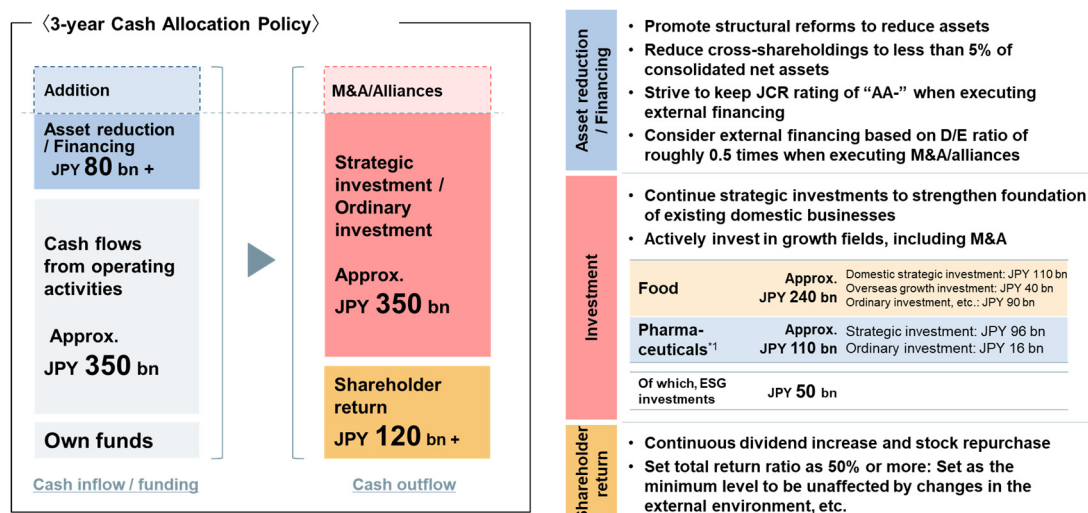 〈3-year Cash Allocation Policy〉
Addition
Asset reduction
/ Financing
JPY 80 bn +
Cash flows
from operating
activities
Approx.
JPY 350 bn
Own funds
Cash inflow / funding
M&A/Alliances
Strategic
investment /
Ordinary
investment
Approx.
JPY 350 bn
Shareholder
return
JPY 120 bn +
Cash outflow
Asset reduction
/ Financing
• Promote structural reforms to reduce assets
• Reduce cross-shareholdings to less than 5% of
consolidated net assets
• Strive to keep JCR rating of “AA-” when executing
external financing
• Consider external financing based on D/E ratio of
roughly 0.5 times when executing M&A/alliances
Investment
• Continue strategic investments to strengthen foundation
of existing domestic businesses
• Actively invest in growth fields, including M&A
Food
Approx.
JPY 240 bn
Domestic strategic investment: JPY 110 bn
Overseas growth investment: JPY 40 bn
Ordinary investment, etc.: JPY 90 bn
Pharma-
ceuticals*1
Approx.
JPY 110 bn
Strategic investment: JPY 96 bn
Ordinary investment: JPY 16 bn
Of which, ESG
investments
JPY 50 bn
Shareholder
return
• Continuous dividend increase and stock repurchase
• Set total return ratio as 50% or more: Set as the
minimum level to be unaffected by changes in the
external environment, etc.